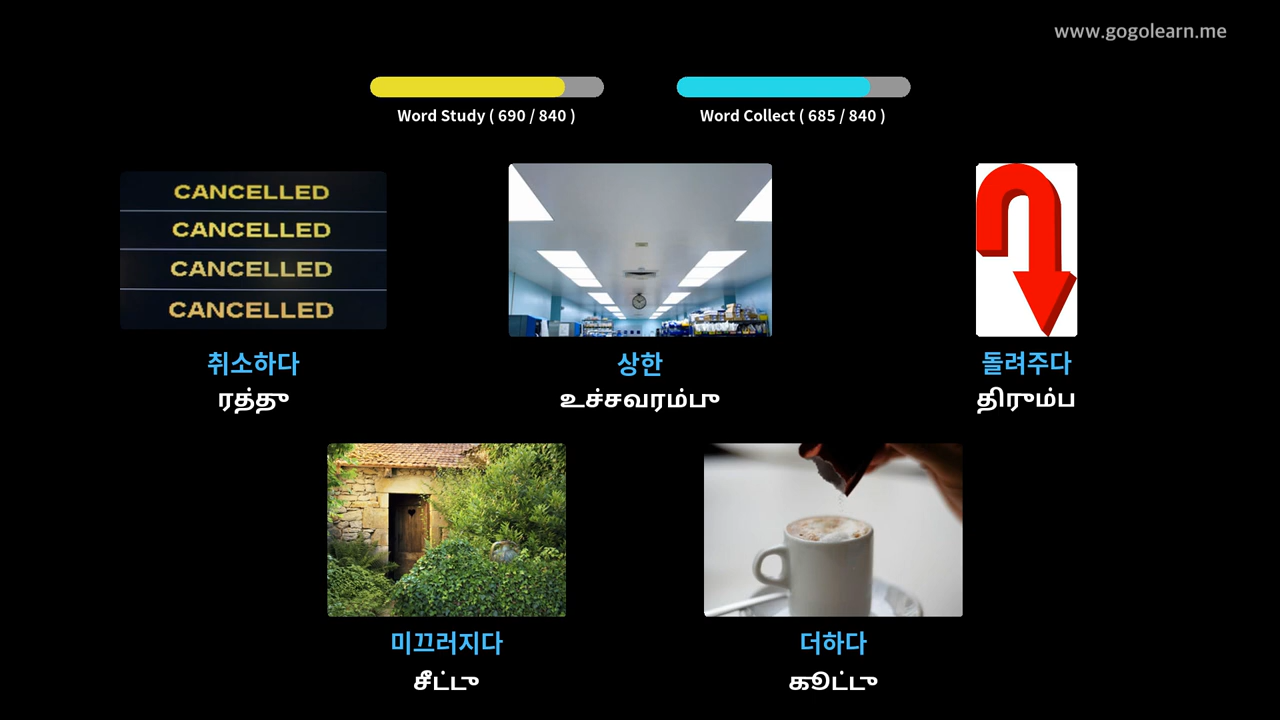 www.gogolearn.me
Word Study ( 690 / 840 )
Word Collect ( 685 / 840 )
CANCELLED
CANCELLED
CANCELLED
CANCELLED
취소하다
ரத்து
상한
உச்சவரம்பு
돌려주다
திரும்ப
미끄러지다
சீட்டு
더하다
கூட்டு